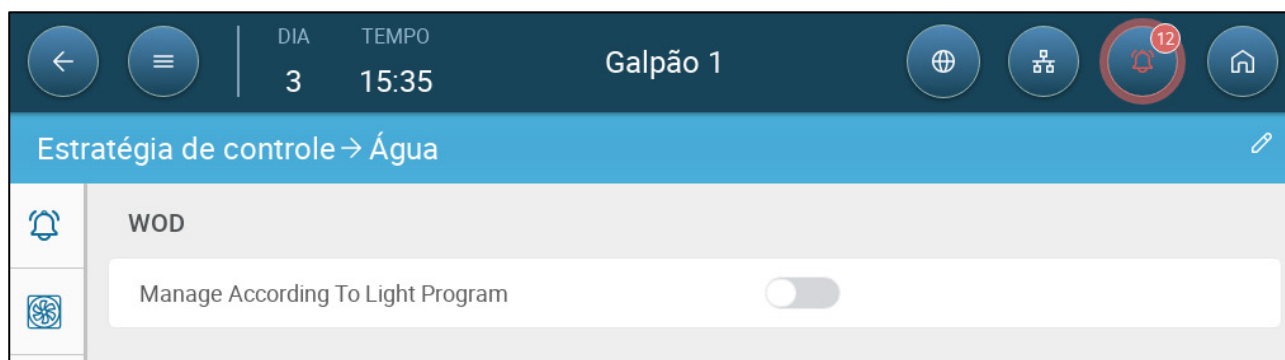 DIA TEMPO
3 15:35
Galpão 1
12
Estratégia de controle → Água
WOD
Manage According To Light Program